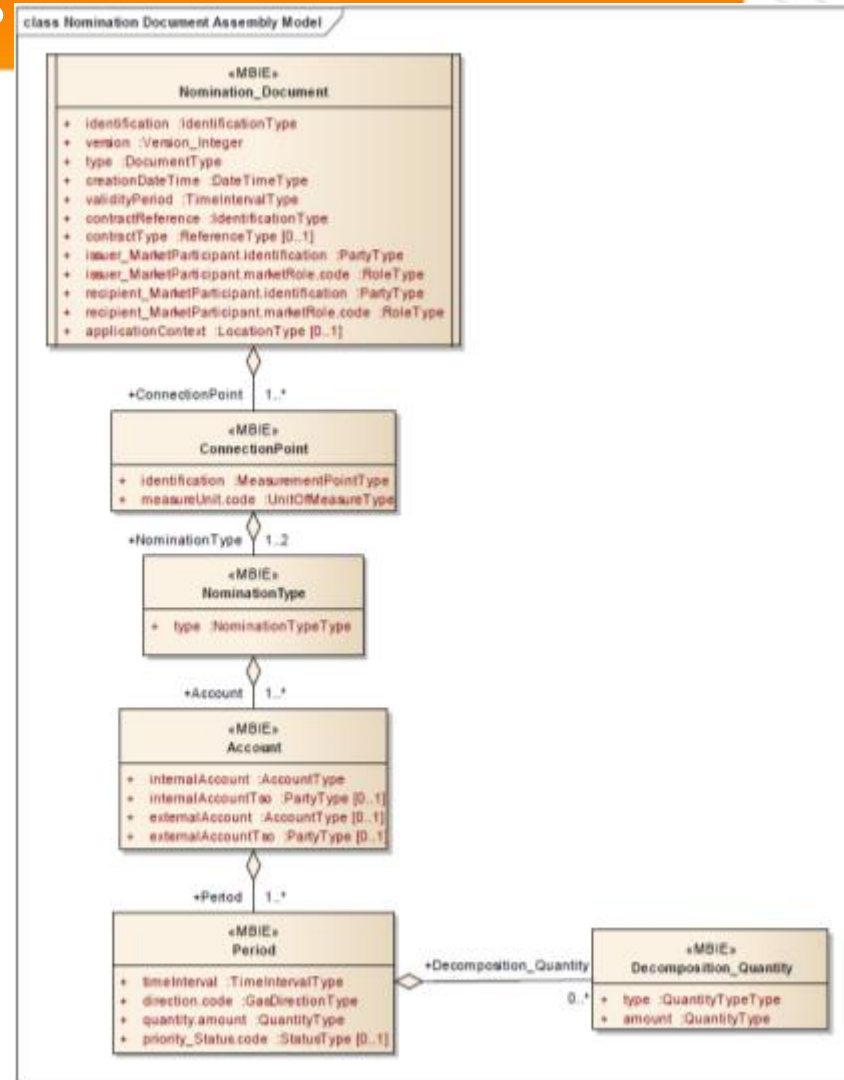 class Nomination Document Assembly Model
«MBIE»
Nomination_Document
+ identification :IdentificationType
+ version :Version_Integer
+ type :DocumentType
+ creationDateTime :DateTimeType
+ validityPeriod :TimeIntervalType
+ contractReference :IdentificationType
+ contractType :ReferenceType [0..1]
+ issuer_MarketParticipant.identification :PartyType
+ issuer_MarketParticipant.marketRole.code :RoleType
+ recipient_MarketParticipant.identification :PartyType
+ recipient_MarketParticipant.marketRole.code :RoleType
+ applicationContext :LocationType [0..1]
+ConnectionPoint 1..*
«MBIE»
ConnectionPoint
+ identification :MeasurementPointType
+ measureUnit.code :UnitOfMeasureType
+NominationType 1..2
«MBIE»
NominationType
+ type :NominationTypeType
+Account 1..*
«MBIE»
Account
+ internalAccount :AccountType
+ internalAccountTso :PartyType [0..1]
+ externalAccount :AccountType [0..1]
+ externalAccountTso :PartyType [0..1]
+Period 1..*
«MBIE»
Period
+ timeInterval :TimeIntervalType
+ direction.code :GasDirectionType
+ quantity.amount :QuantityType
+ priority_Status.code :StatusType [0..1]
+Decomposition_Quantity
0..*
«MBIE»
Decomposition_Quantity
+ type :QuantityTypeType
+ amount :QuantityType